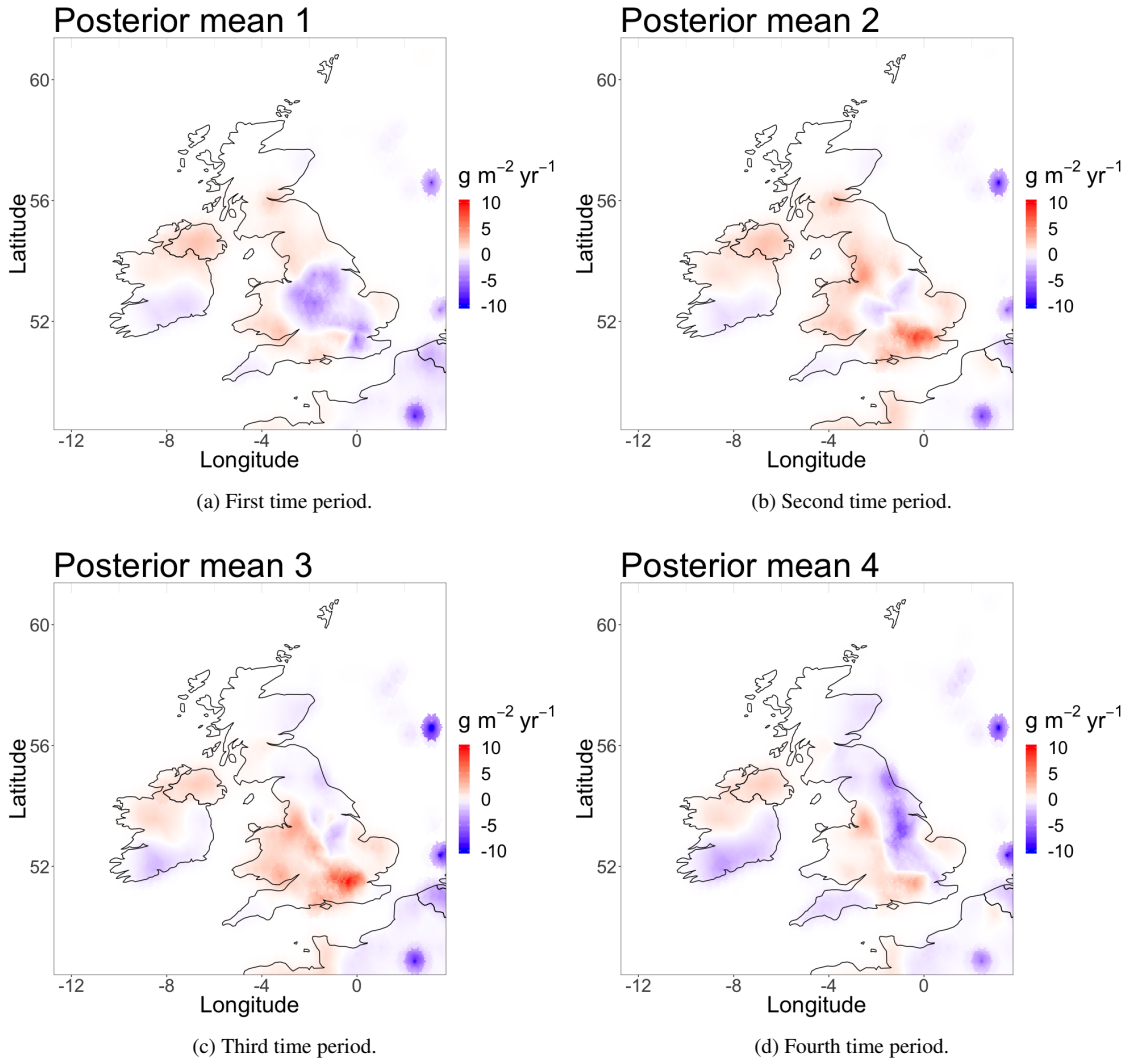 Posterior mean 1
Posterior mean 2
60
56
52
Latitude
-12
-8
-4
0
Longitude
g m−2 yr−1
10
5
0
-5
-10
60
56
52
Latitude
-12
-8
-4
0
Longitude
g m−2 yr−1
10
5
0
-5
-10
(a) First time period.
(b) Second time period.
Posterior mean 3
Posterior mean 4
60
56
52
Latitude
-12
-8
-4
0
Longitude
g m−2 yr−1
10
5
0
-5
-10
60
56
52
Latitude
-12
-8
-4
0
Longitude
g m−2 yr−1
10
5
0
-5
-10
(c) Third time period.
(d) Fourth time period.